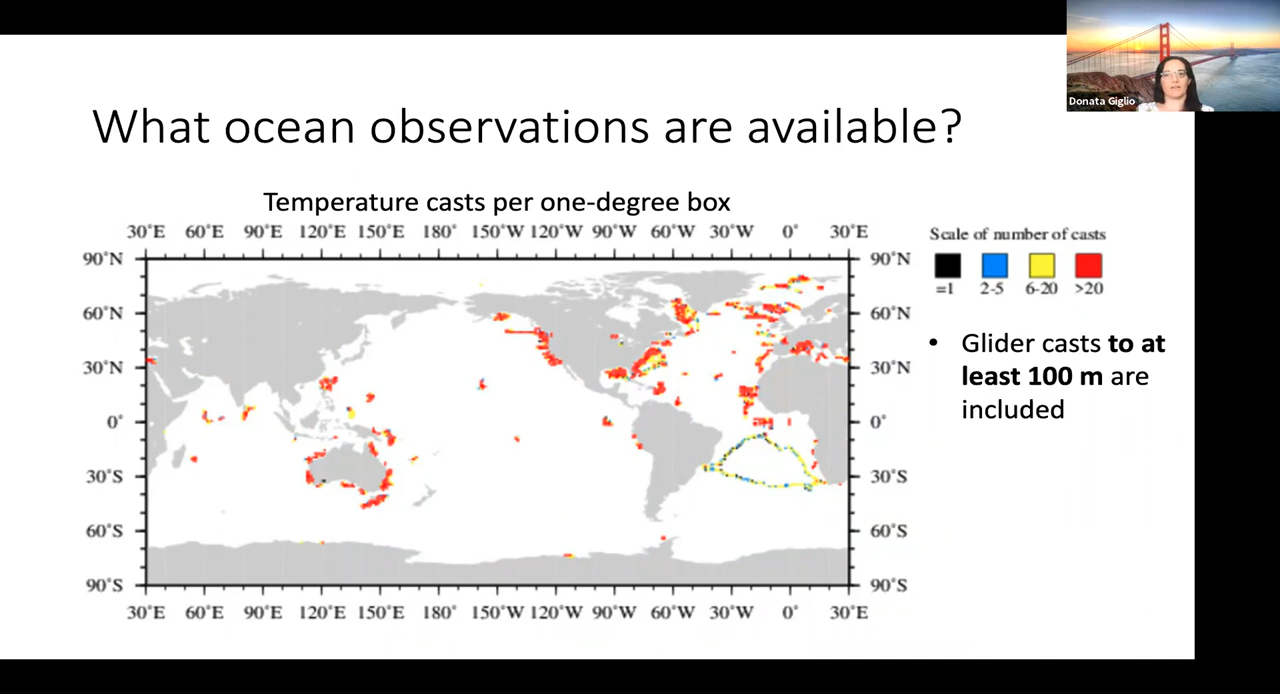 Donata Giglio
What ocean observations are available?
Temperature casts per one-degree box
30°E 60°E 90°E 120°E 150°E 180° 150°W 120°W 90°W 60°W 30°W 0° 30°E
Scale of number of casts
=1 2-5 6-20 >20
90°N 90°N
60°N 60°N
30°N 30°N
0° 0°
30°S 30°S
60°S 60°S
90°S 90°S
30°E 60°E 90°E 120°E 150°E 180° 150°W 120°W 90°W 60°W 30°W 0° 30°E
• Glider casts to at
least 100 m are
included